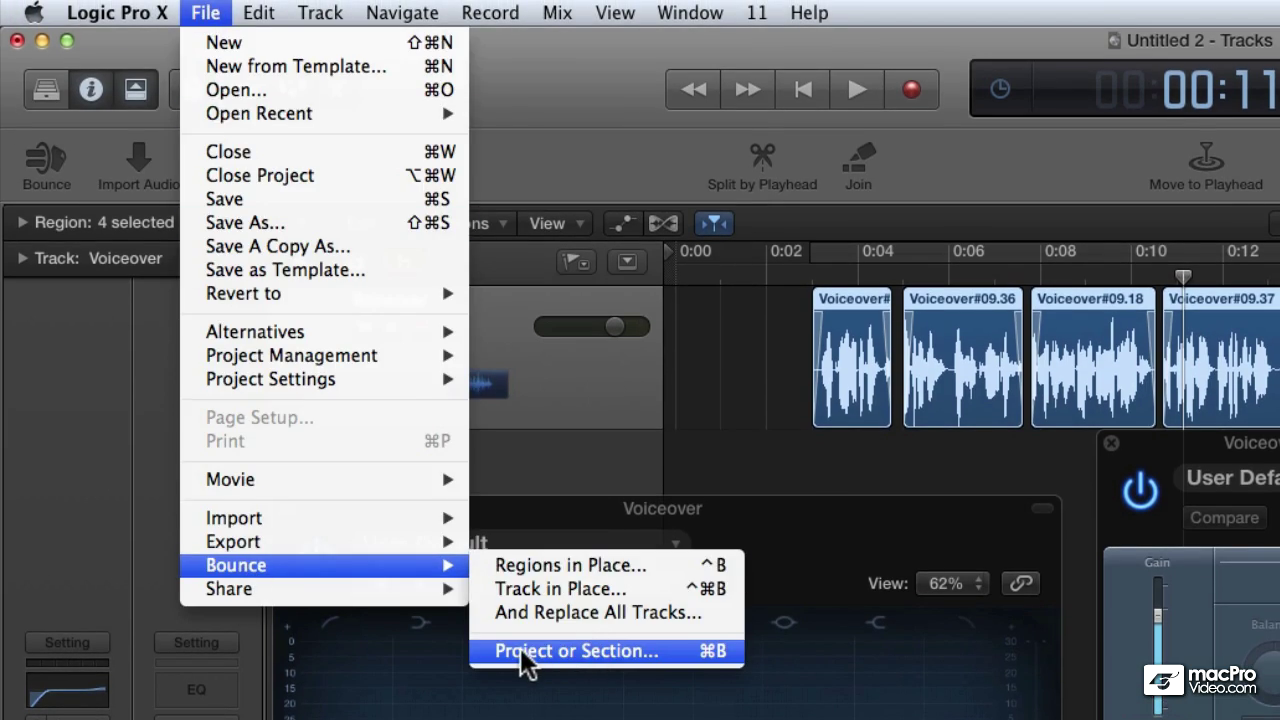 Logic Pro X File Edit Track Navigate Record Mix View Window 11 Help
Untitled 2 - Tracks
New ⇧⌘N
New from Template... ⌘N
Open... ⌘O
Open Recent
Close ⌘W
Close Project ⌥⌘W
Save ⌘S
Save As... ⇧⌘S
Save A Copy As...
Save as Template...
Revert to
Alternatives
Project Management
Project Settings
Page Setup...
Print ⌘P
Movie
Import
Export
Bounce
Share
Regions in Place... ^B
Track in Place... ^⌘B
And Replace All Tracks...
Project or Section... ⌘B
00:00:11
Bounce Import Audio Split by Playhead Join Move to Playhead
Region: 4 selected View
Track: Voiceover
0:00 0:02 0:04 0:06 0:08 0:10 0:12
Voiceover# Voiceover#09.36 Voiceover#09.18 Voiceover#09.37
Voiceover
View: 62%
User Defa
Compare
Gain
Setting Setting
EQ
+ 0 5 10 15 20
+ 30
macPro
Video.com